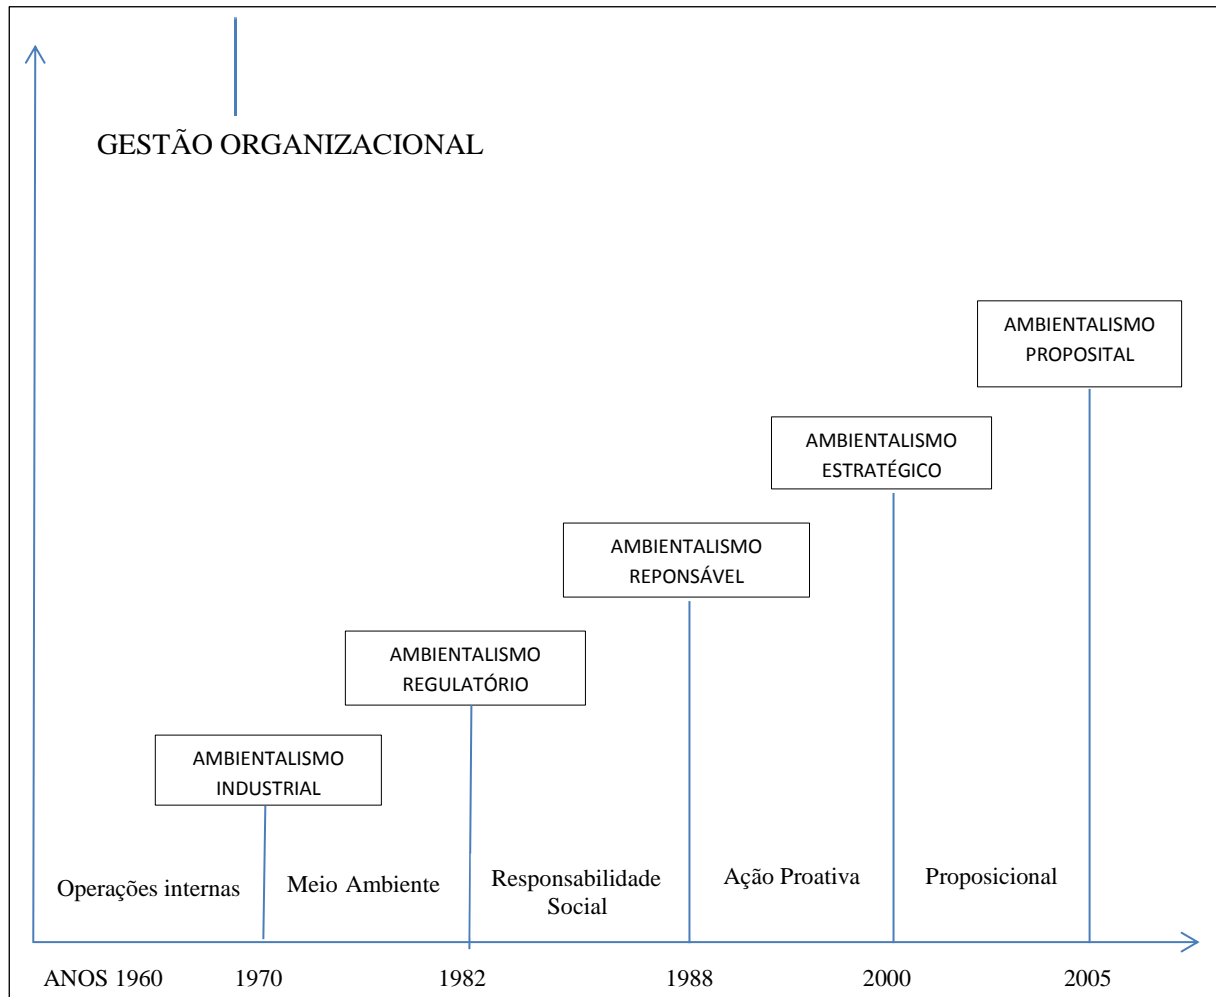 GESTÃO ORGANIZACIONAL
AMBIENTALISMO
PROPOSITAL
AMBIENTALISMO
ESTRATÉGICO
AMBIENTALISMO
REPONSÁVEL
AMBIENTALISMO
REGULATÓRIO
AMBIENTALISMO
INDUSTRIAL
Operações internas
Meio Ambiente
Responsabilidade
Social
Ação Proativa
Proposicional
ANOS 1960
1970
1982
1988
2000
2005